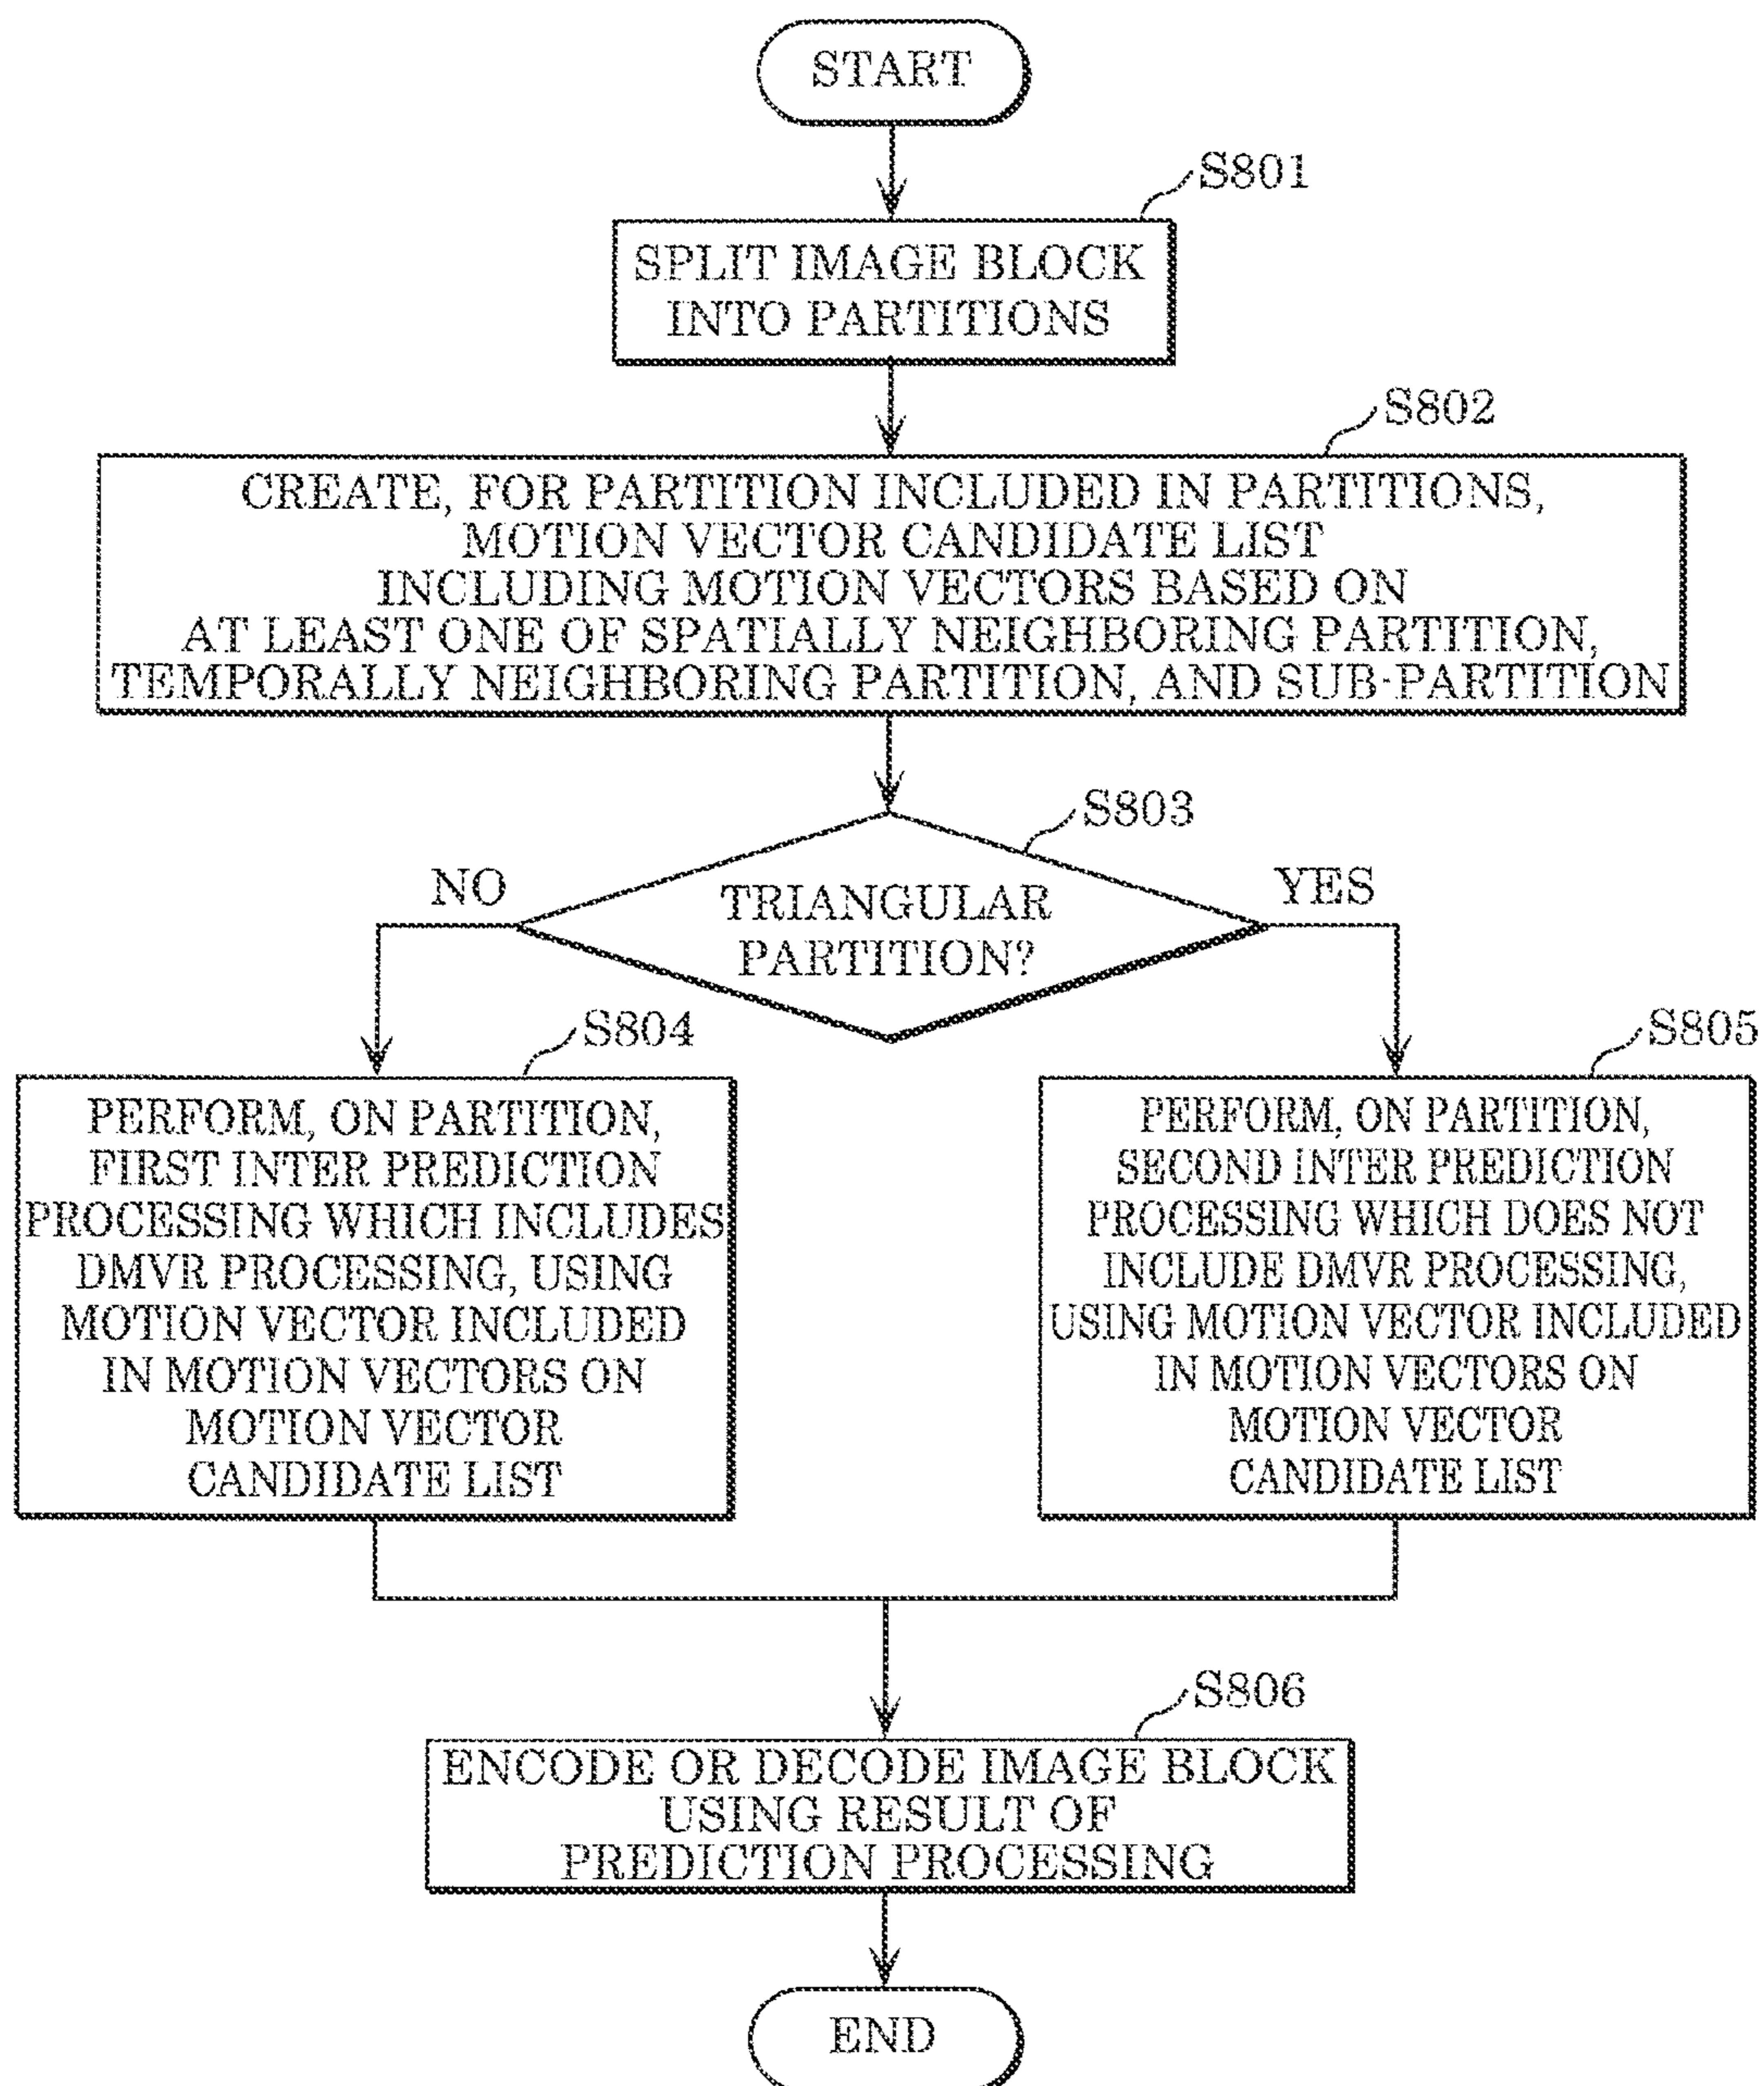 START
S801
SPLIT IMAGE BLOCK
INTO PARTITIONS
S802
CREATE, FOR PARTITION INCLUDED IN PARTITIONS,
MOTION VECTOR CANDIDATE LIST
INCLUDING MOTION VECTORS BASED ON
AT LEAST ONE OF SPATIALLY NEIGHBORING PARTITION,
TEMPORALLY NEIGHBORING PARTITION, AND SUB-PARTITION
S803
NO
YES
TRIANGULAR
PARTITION?
S804
PERFORM, ON PARTITION,
FIRST INTER PREDICTION
PROCESSING WHICH INCLUDES
DMVR PROCESSING, USING
MOTION VECTOR INCLUDED
IN MOTION VECTORS ON
MOTION VECTOR
CANDIDATE LIST
S805
PERFORM, ON PARTITION,
SECOND INTER PREDICTION
PROCESSING WHICH DOES NOT
INCLUDE DMVR PROCESSING,
USING MOTION VECTOR INCLUDED
IN MOTION VECTORS ON
MOTION VECTOR
CANDIDATE LIST
S806
ENCODE OR DECODE IMAGE BLOCK
USING RESULT OF
PREDICTION PROCESSING
END